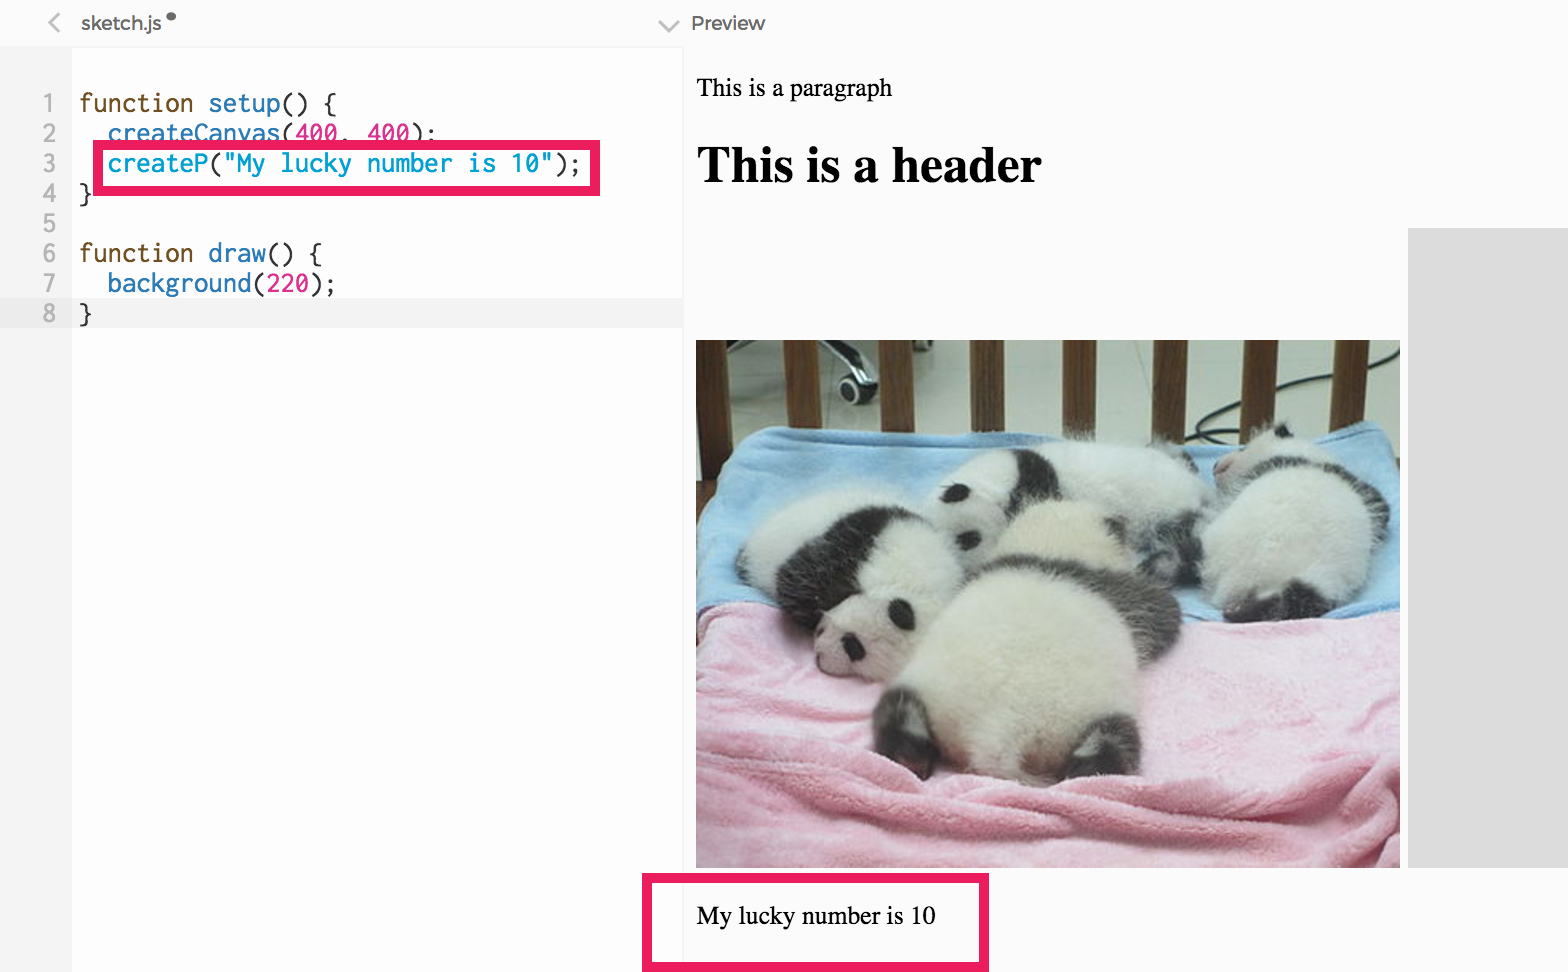 sketch.js
Preview
1 function setup() {
2 createCanvas(400, 400);
3 createP("My lucky number is 10");
4 }
5
6 function draw() {
7 background(220);
8 }
This is a paragraph
This is a header
My lucky number is 10